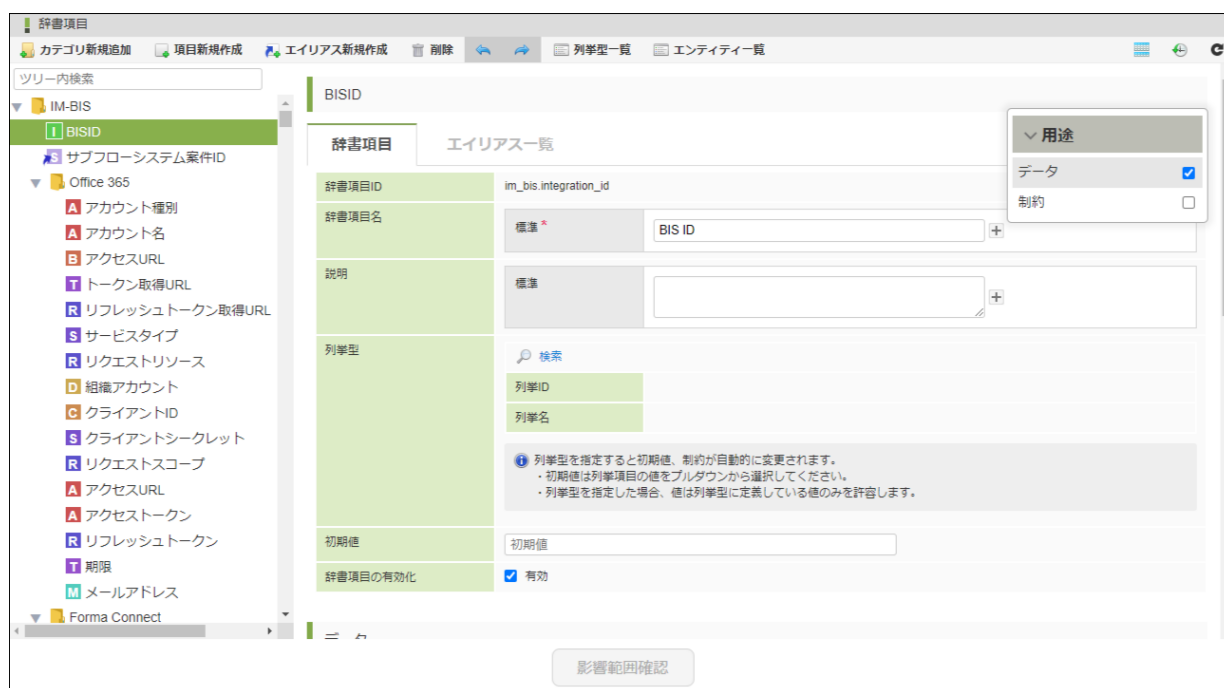 辞書項目
カテゴリ新規追加 項目新規作成 エイリアス新規作成 削除 列挙型一覧 エンティティ一覧
ツリー内検索
IM-BIS
I BISID
S サブフローシステム案件ID
Office 365
A アカウント種別
A アカウント名
B アクセスURL
T トークン取得URL
R リフレッシュトークン取得URL
S サービスタイプ
R リクエストリソース
D 組織アカウント
C クライアントID
S クライアントシークレット
R リクエストスコープ
A アクセスURL
A アクセストークン
R リフレッシュトークン
T 期限
M メールアドレス
Forma Connect
BISID
辞書項目 エイリアス一覧
辞書項目ID im_bis.integration_id
辞書項目名 標準 * BIS ID
説明 標準
列挙型 検索
列挙ID
列挙名
列挙型を指定すると初期値、制約が自動的に変更されます。
・初期値は列挙項目の値をプルダウンから選択してください。
・列挙型を指定した場合、値は列挙型に定義している値のみを許容します。
初期値 初期値
辞書項目の有効化 有効
用途
データ
制約
影響範囲確認